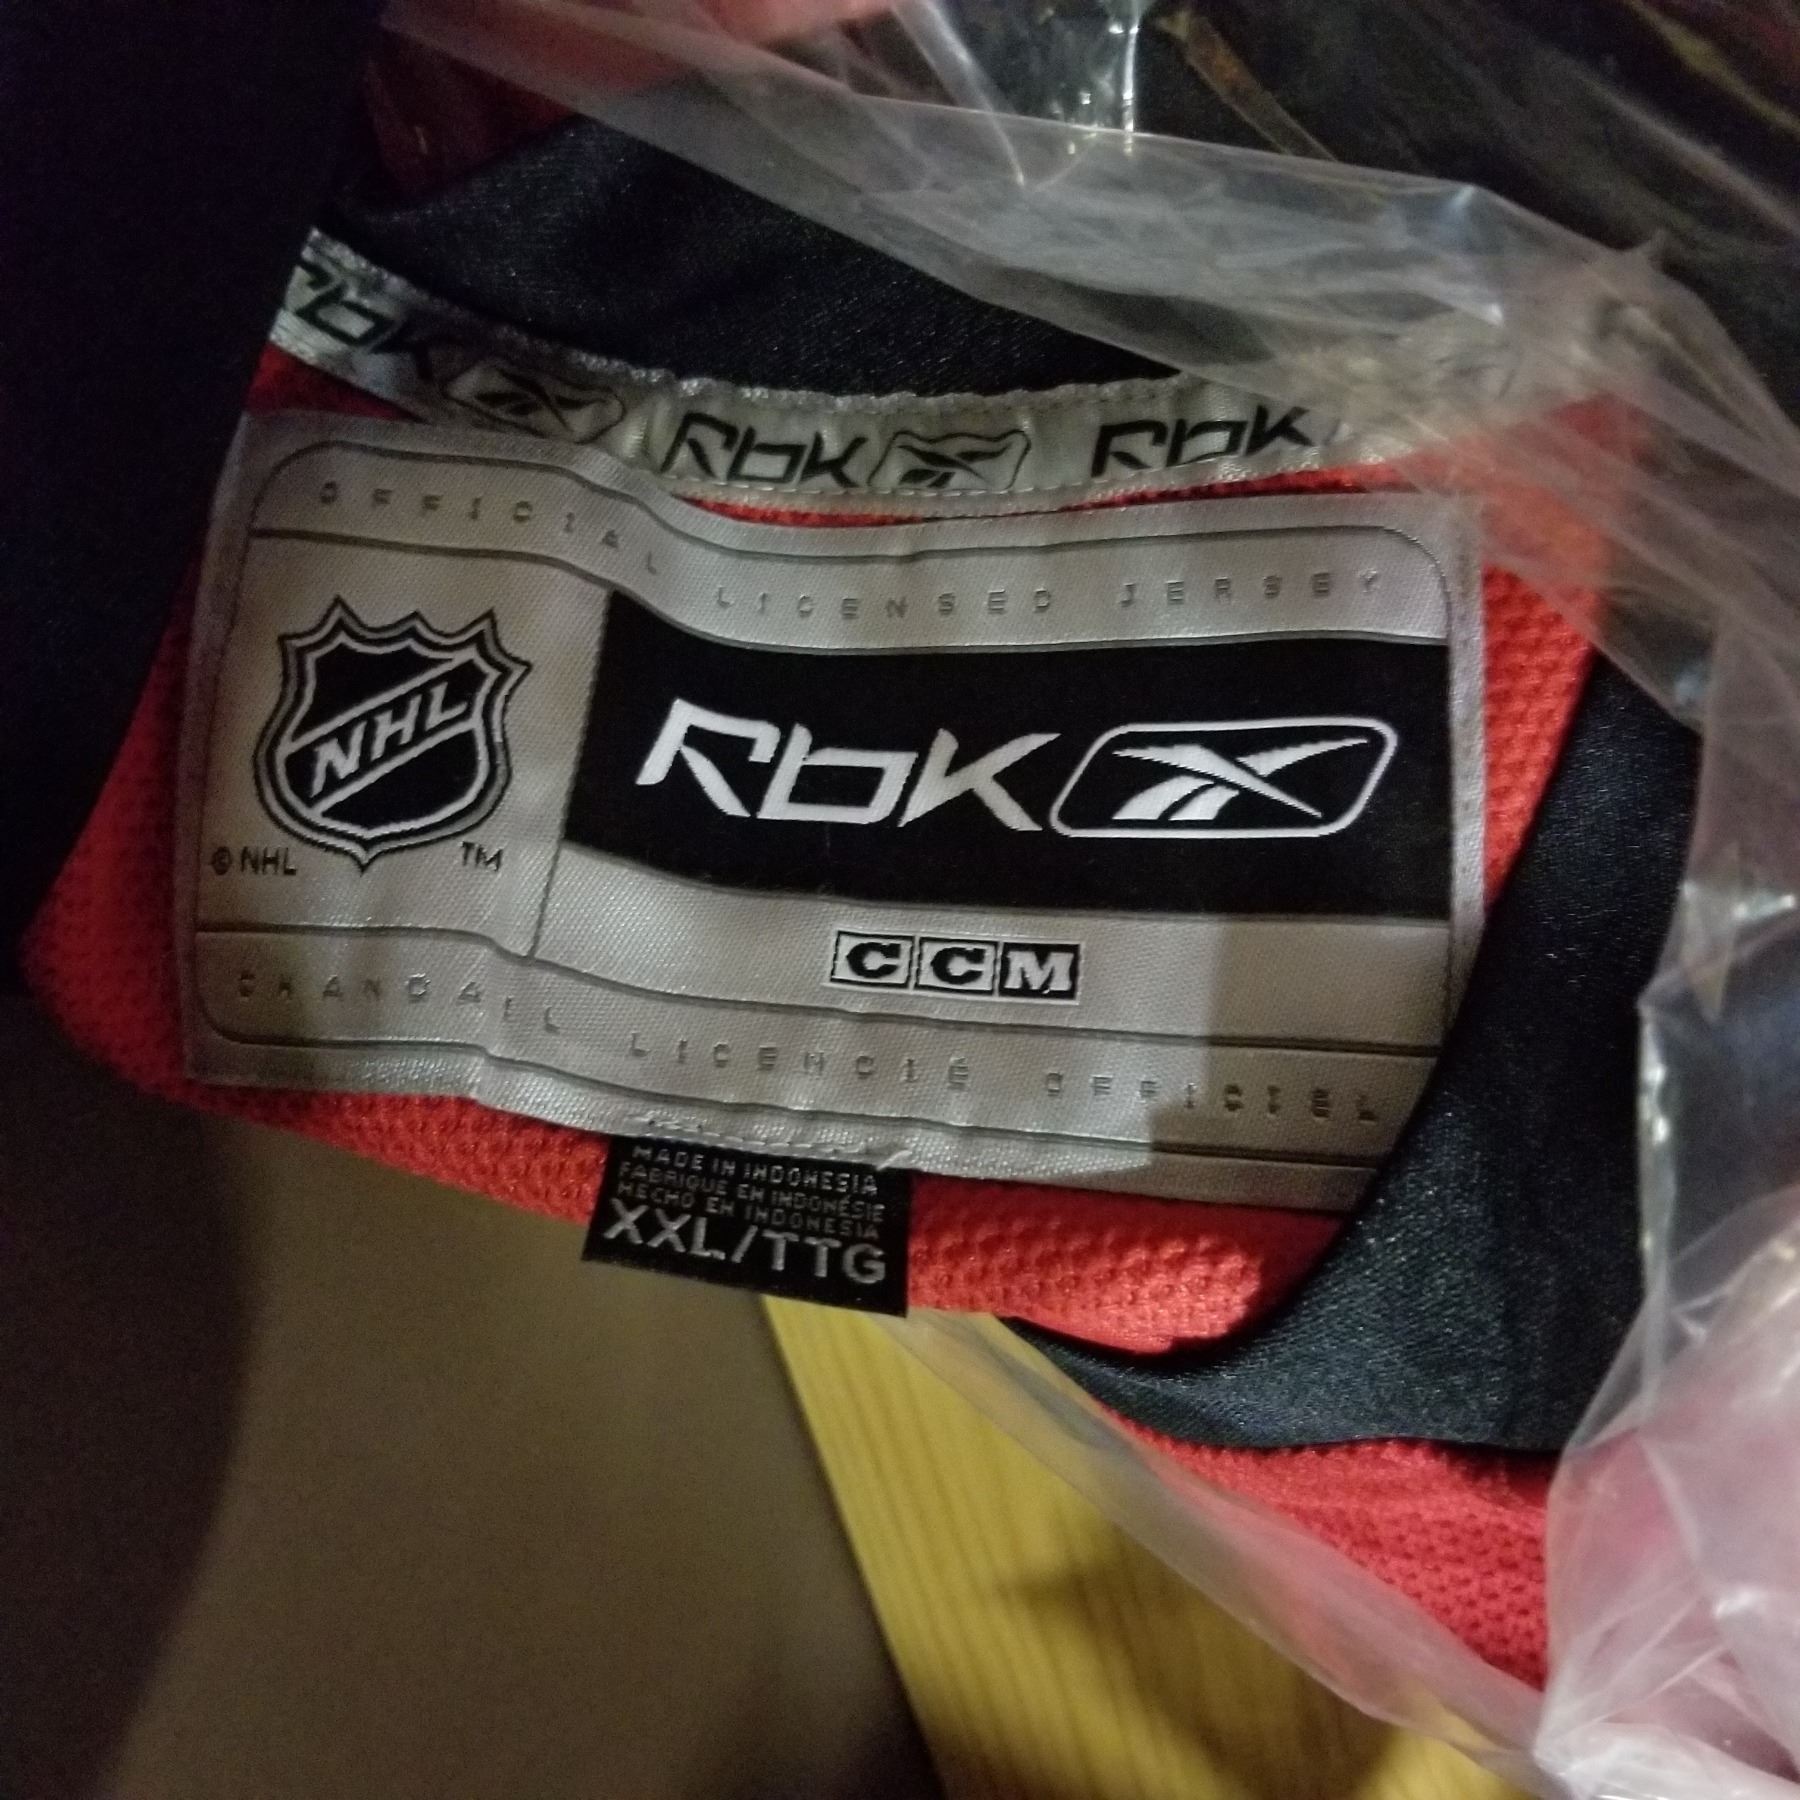 RbK RbK RbK
OFFICIAL LICENSED JERSEY
NHL
RbK
© NHL TM
CCM
CHANDAIL LICENCIÉ OFFICIEL
MADE IN INDONESIA
FABRIQUE EN INDONÉSIE
HECHO EN INDONESIA
XXL/TTG